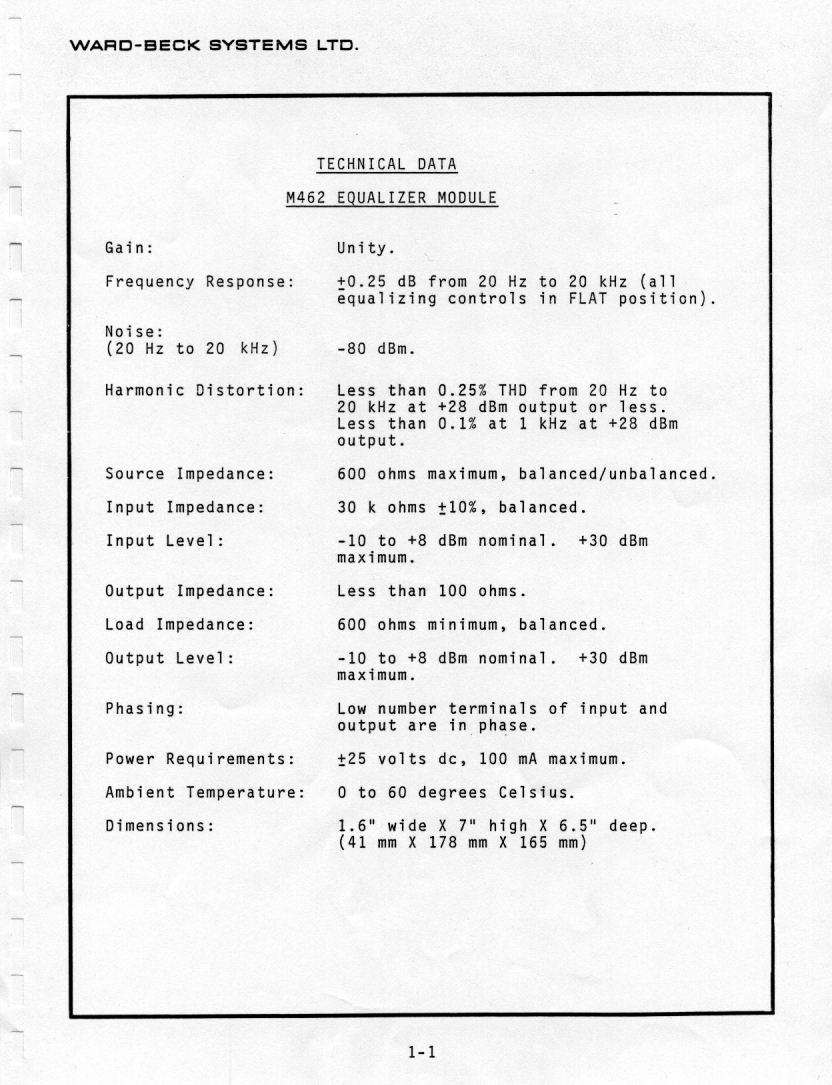 WARD-BECK SYSTEMS LTD.
TECHNICAL DATA
M462 EQUALIZER MODULE
Gain: Unity.
Frequency Response: ±0.25 dB from 20 Hz to 20 kHz (all
equalizing controls in FLAT position).
Noise:
(20 Hz to 20 kHz) -80 dBm.
Harmonic Distortion: Less than 0.25% THD from 20 Hz to
20 kHz at +28 dBm output or less.
Less than 0.1% at 1 kHz at +28 dBm
output.
Source Impedance: 600 ohms maximum, balanced/unbalanced.
Input Impedance: 30 k ohms ±10%, balanced.
Input Level: -10 to +8 dBm nominal. +30 dBm
maximum.
Output Impedance: Less than 100 ohms.
Load Impedance: 600 ohms minimum, balanced.
Output Level: -10 to +8 dBm nominal. +30 dBm
maximum.
Phasing: Low number terminals of input and
output are in phase.
Power Requirements: ±25 volts dc, 100 mA maximum.
Ambient Temperature: 0 to 60 degrees Celsius.
Dimensions: 1.6" wide X 7" high X 6.5" deep.
(41 mm X 178 mm X 165 mm)
1-1